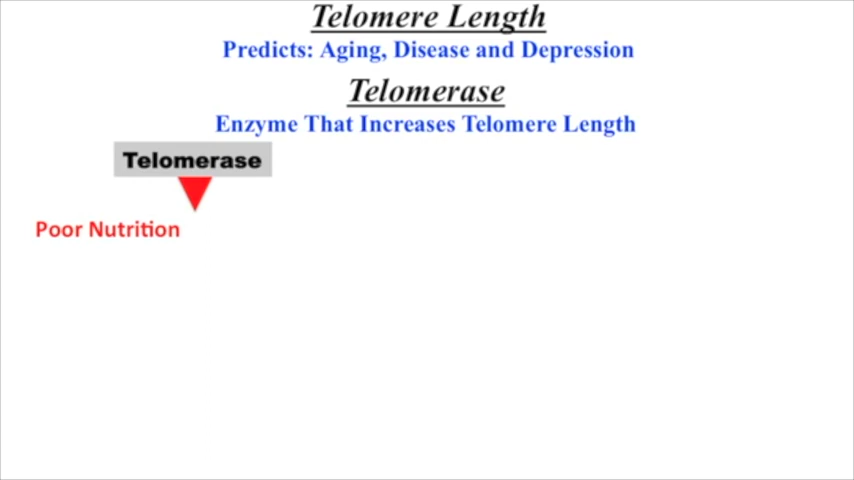 Telomere Length
Predicts: Aging, Disease and Depression
Telomerase
Enzyme That Increases Telomere Length
Telomerase
Poor Nutrition